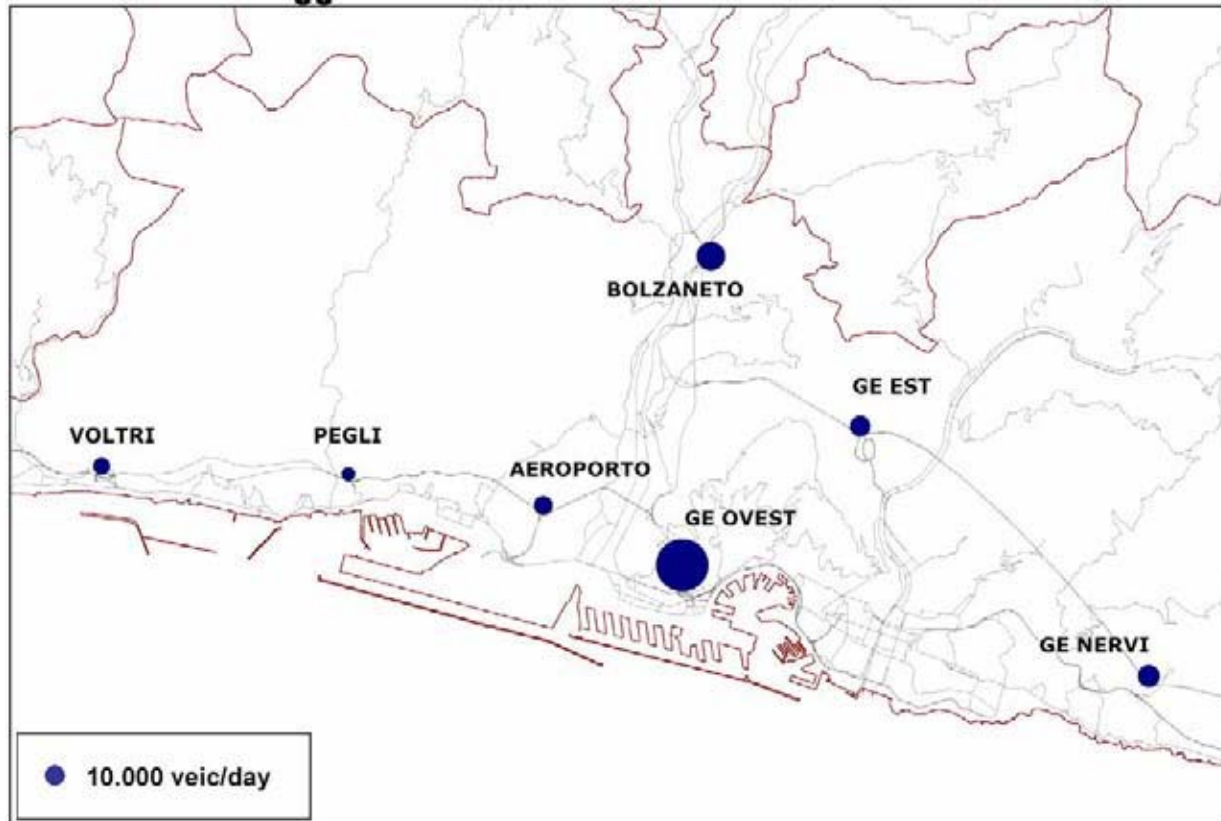 BOLZANETO
GE EST
VOLTRI
PEGLI
AEROPORTO
GE OVEST
GE NERVI
10.000 veic/day